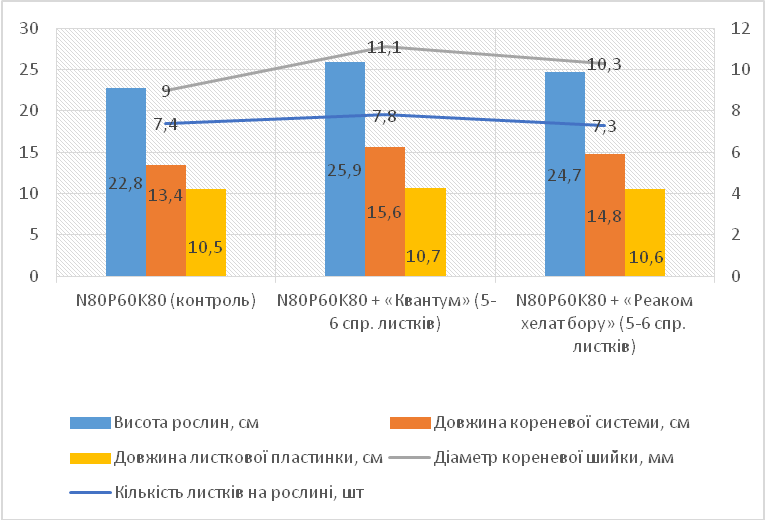 30
25
20
15
10
5
0
12
10
8
6
4
2
0
9
11,1
10,3
7,4
7,8
7,3
22,8
13,4
10,5
25,9
15,6
10,7
24,7
14,8
10,6
N80P60K80 (контроль)
N80P60K80 + «Квантум» (5-
6 спр. листків)
N80P60K80 + «Реаком
хелат бору» (5-6 спр.
листків)
Висота рослин, см
Довжина кореневої системи, см
Довжина листкової пластинки, см
Діаметр кореневої шийки, мм
Кількість листків на рослині, шт